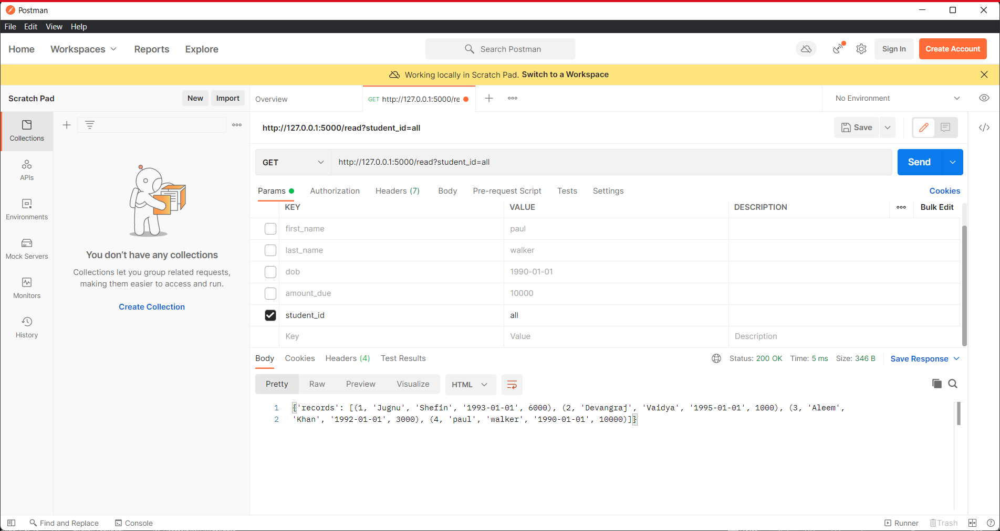 Postman
File Edit View Help
Home Workspaces Reports Explore Search Postman Sign In Create Account
Working locally in Scratch Pad. Switch to a Workspace
Scratch Pad New Import Overview GET http://127.0.0.1:5000/re No Environment
Collections
APIs
Environments
Mock Servers
Monitors
History
You don’t have any collections
Collections let you group related requests,
making them easier to access and run.
Create Collection
http://127.0.0.1:5000/read?student_id=all Save
GET http://127.0.0.1:5000/read?student_id=all Send
Params Authorization Headers (7) Body Pre-request Script Tests Settings Cookies
KEY VALUE DESCRIPTION ooo Bulk Edit
first_name paul
last_name walker
dob 1990-01-01
amount_due 10000
student_id all
Key Value Description
Body Cookies Headers (4) Test Results Status: 200 OK Time: 5 ms Size: 346 B Save Response
Pretty Raw Preview Visualize HTML
1 {'records': [(1, 'Jugnu', 'Shefin', '1993-01-01', 6000), (2, 'Devangraj', 'Vaidya', '1995-01-01', 1000), (3, 'Aleem',
2 'Khan', '1992-01-01', 3000), (4, 'paul', 'walker', '1990-01-01', 10000)]}
Find and Replace Console Runner Trash